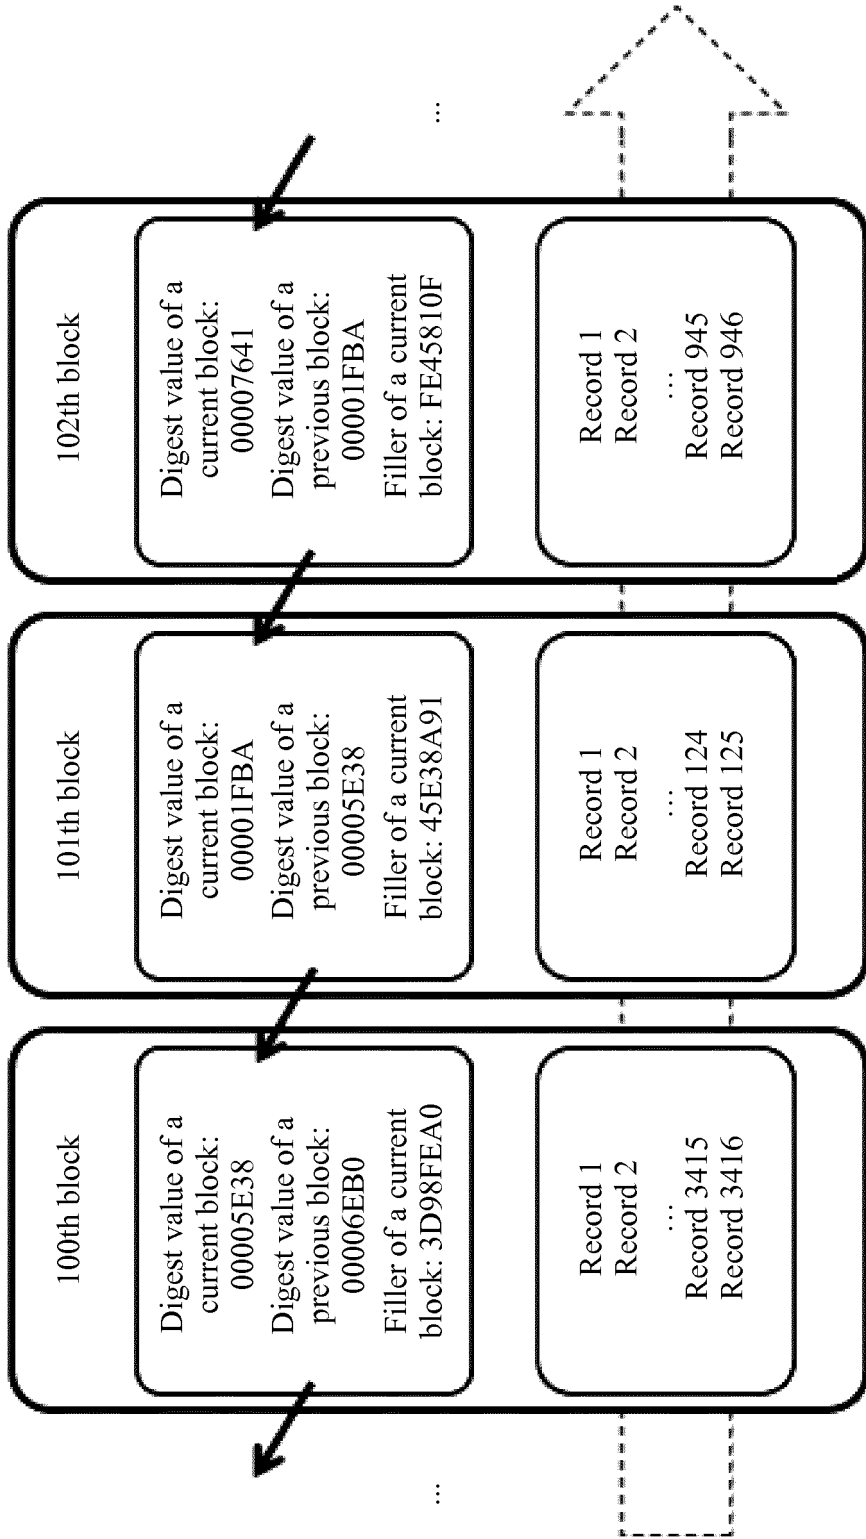 ...
100th block
Digest value of a
current block:
00005E38
Digest value of a
previous block:
00006EB0
Filler of a current
block: 3D98FEA0
Record 1
Record 2
...
Record 3415
Record 3416
101th block
Digest value of a
current block:
00001FBA
Digest value of a
previous block:
00005E38
Filler of a current
block: 45E38A91
Record 1
Record 2
...
Record 124
Record 125
102th block
Digest value of a
current block:
00007641
Digest value of a
previous block:
00001FBA
Filler of a current
block: FE45810F
Record 1
Record 2
...
Record 945
Record 946
...